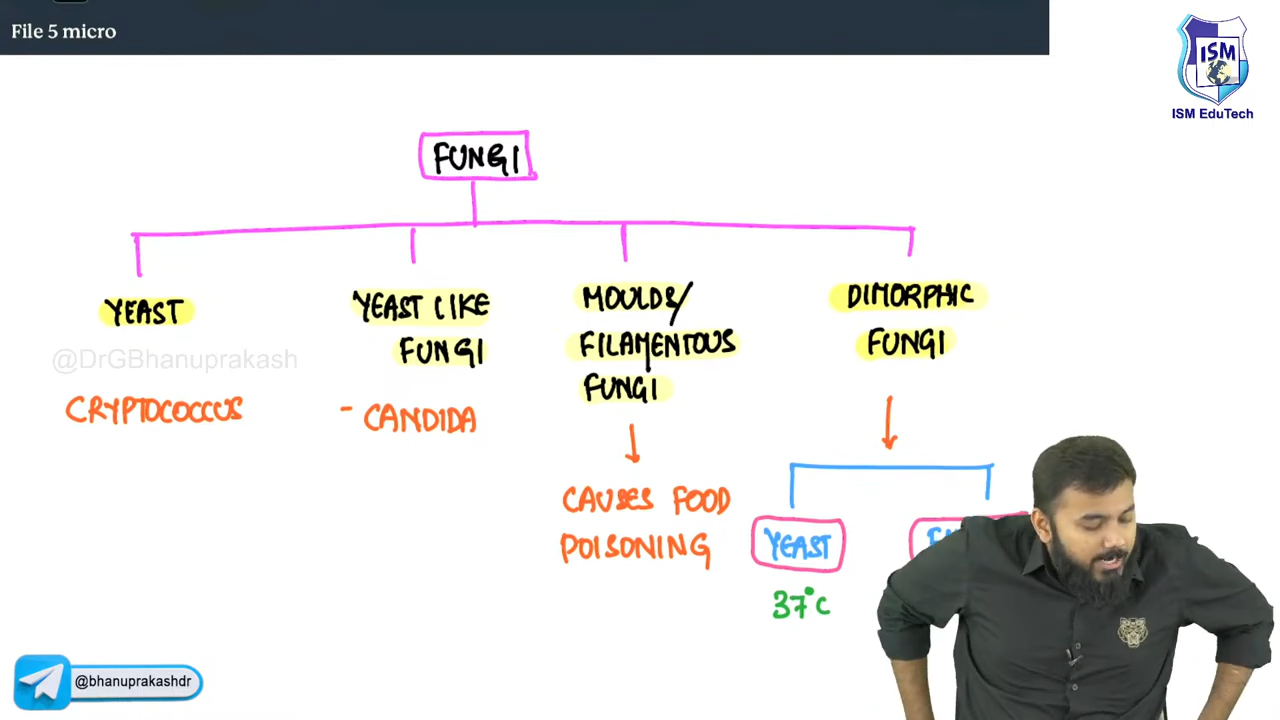 File 5 micro
ISM
ISM EduTech
FUNGI
YEAST
@DrGBhanuprakash
CRYPTOCOCCUS
YEAST LIKE
FUNGI
- CANDIDA
MOULDS/
FILAMENTOUS
FUNGI
CAUSES FOOD
POISONING
DIMORPHIC
FUNGI
YEAST
37°C
@bhanuprakashdr